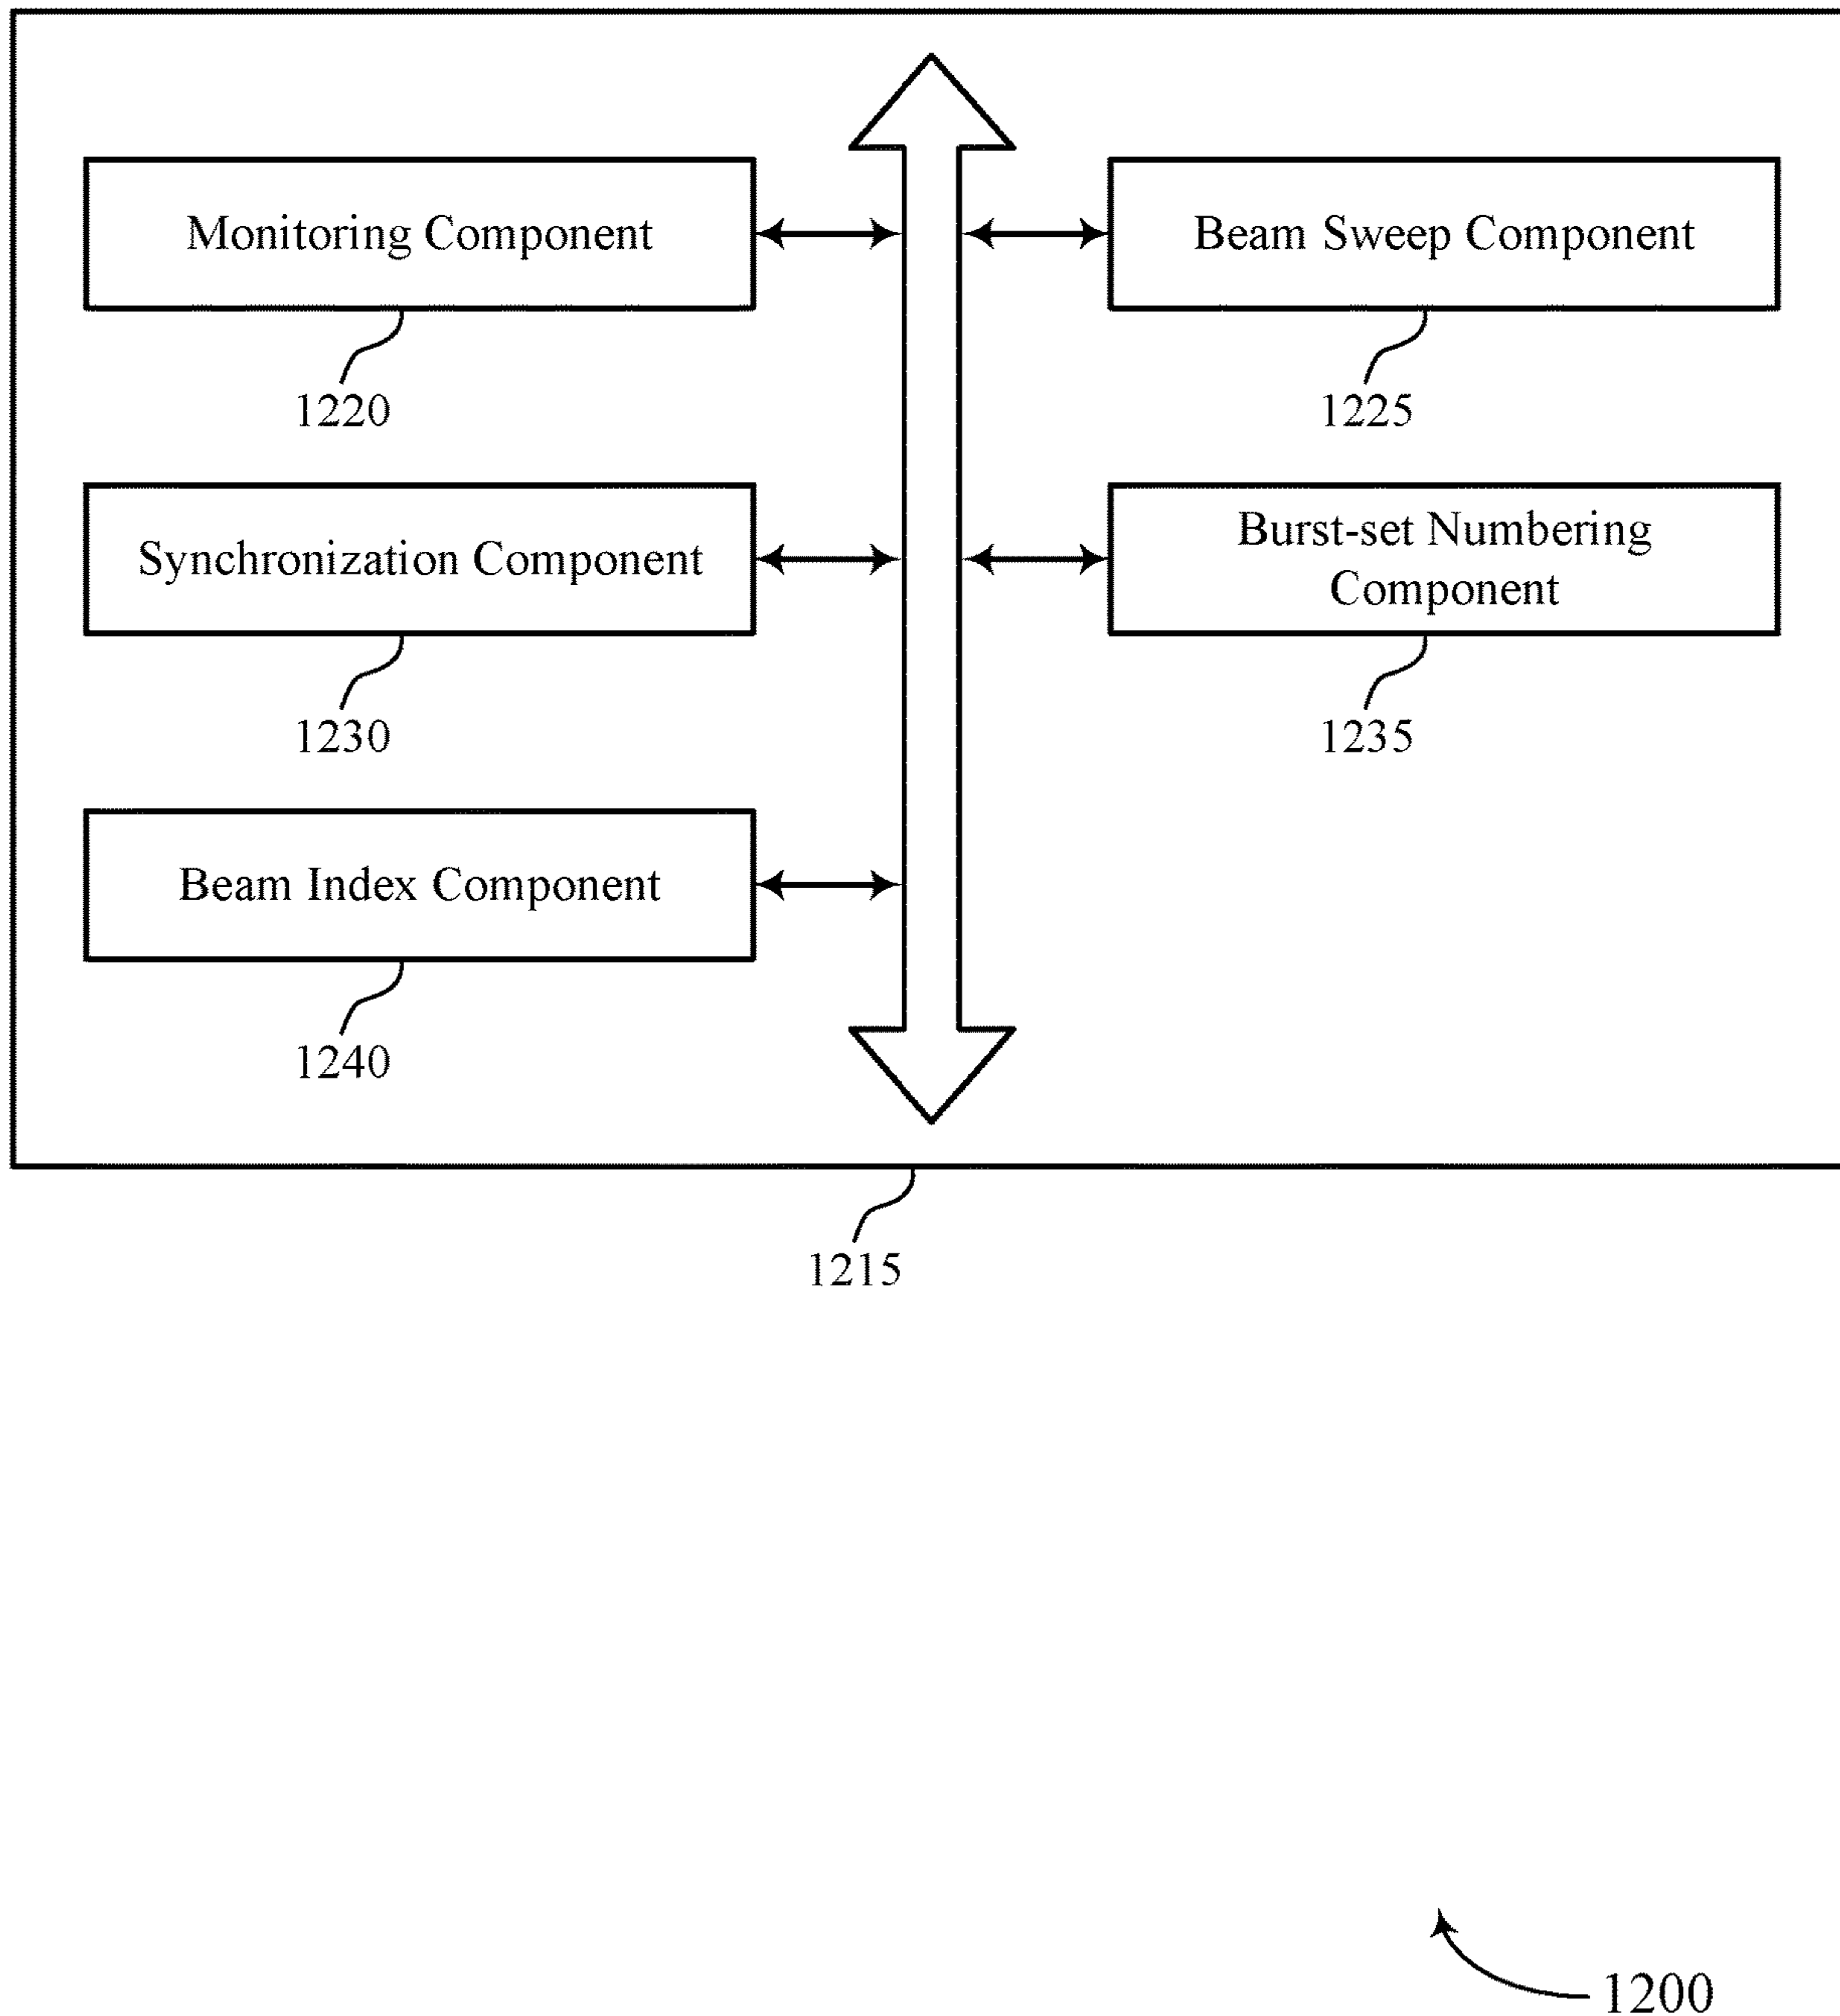 Monitoring Component
Beam Sweep Component
1220
1225
Synchronization Component
Burst-set Numbering
Component
1230
1235
Beam Index Component
1240
1215
1200